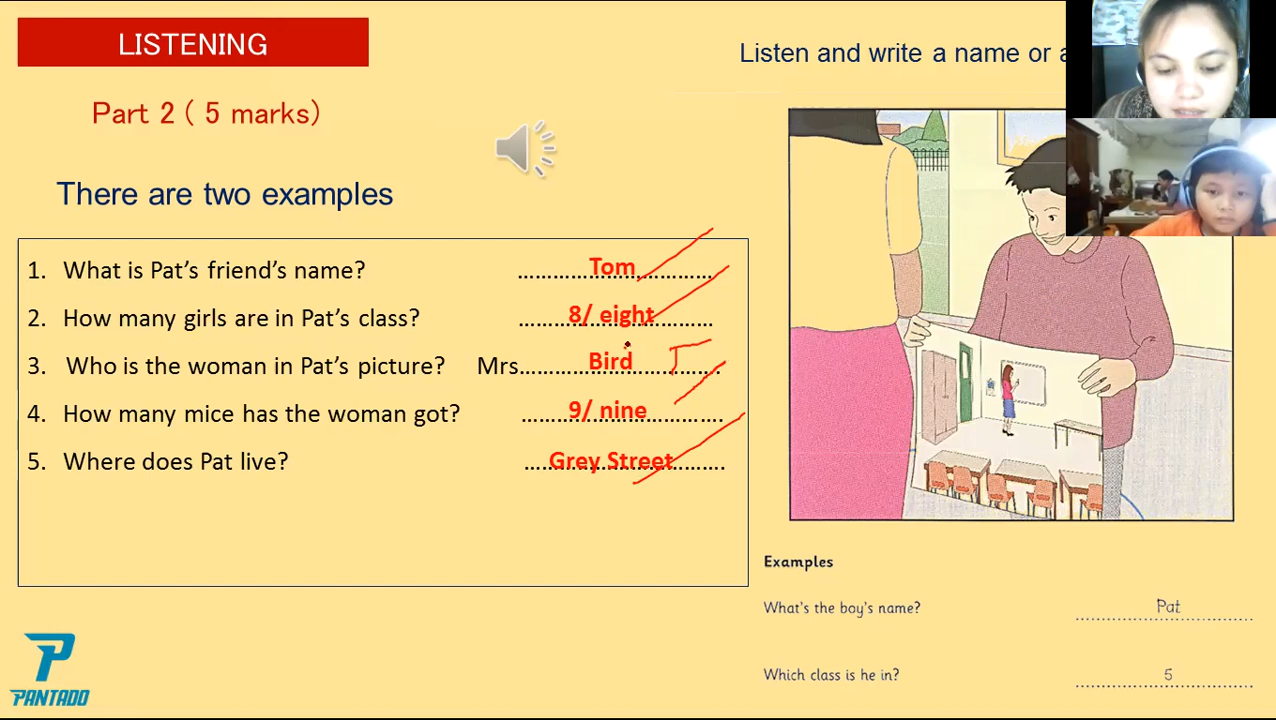 LISTENING
Listen and write a name or a
Part 2 ( 5 marks)
There are two examples
1. What is Pat's friend's name? ........Tom............
2. How many girls are in Pat's class? ......8/ eight........
3. Who is the woman in Pat's picture? Mrs........Bird............
4. How many mice has the woman got? ......9/ nine..........
5. Where does Pat live? ...Grey Street.......
Examples
What's the boy's name? Pat
Which class is he in? 5
P
PANTADO